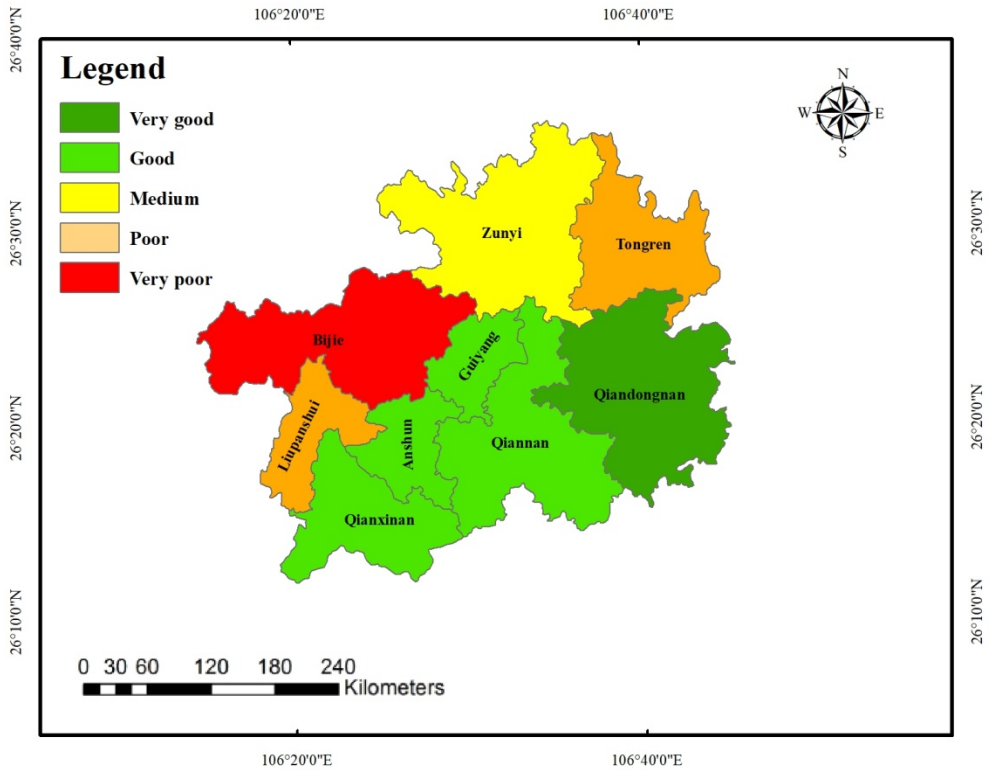 106°20'0"E 106°40'0"E
26°40'0"N
26°40'0"N
Legend
Very good
Good
Medium
Poor
Very poor
N
W E
S
26°30'0"N
26°30'0"N
Zunyi
Tongren
Bijie
Guiyang
Qiandongnan
26°20'0"N
26°20'0"N
Liupanshui
Anshun
Qiannan
Qianxinan
26°10'0"N
26°10'0"N
0 30 60 120 180 240
Kilometers
106°20'0"E 106°40'0"E